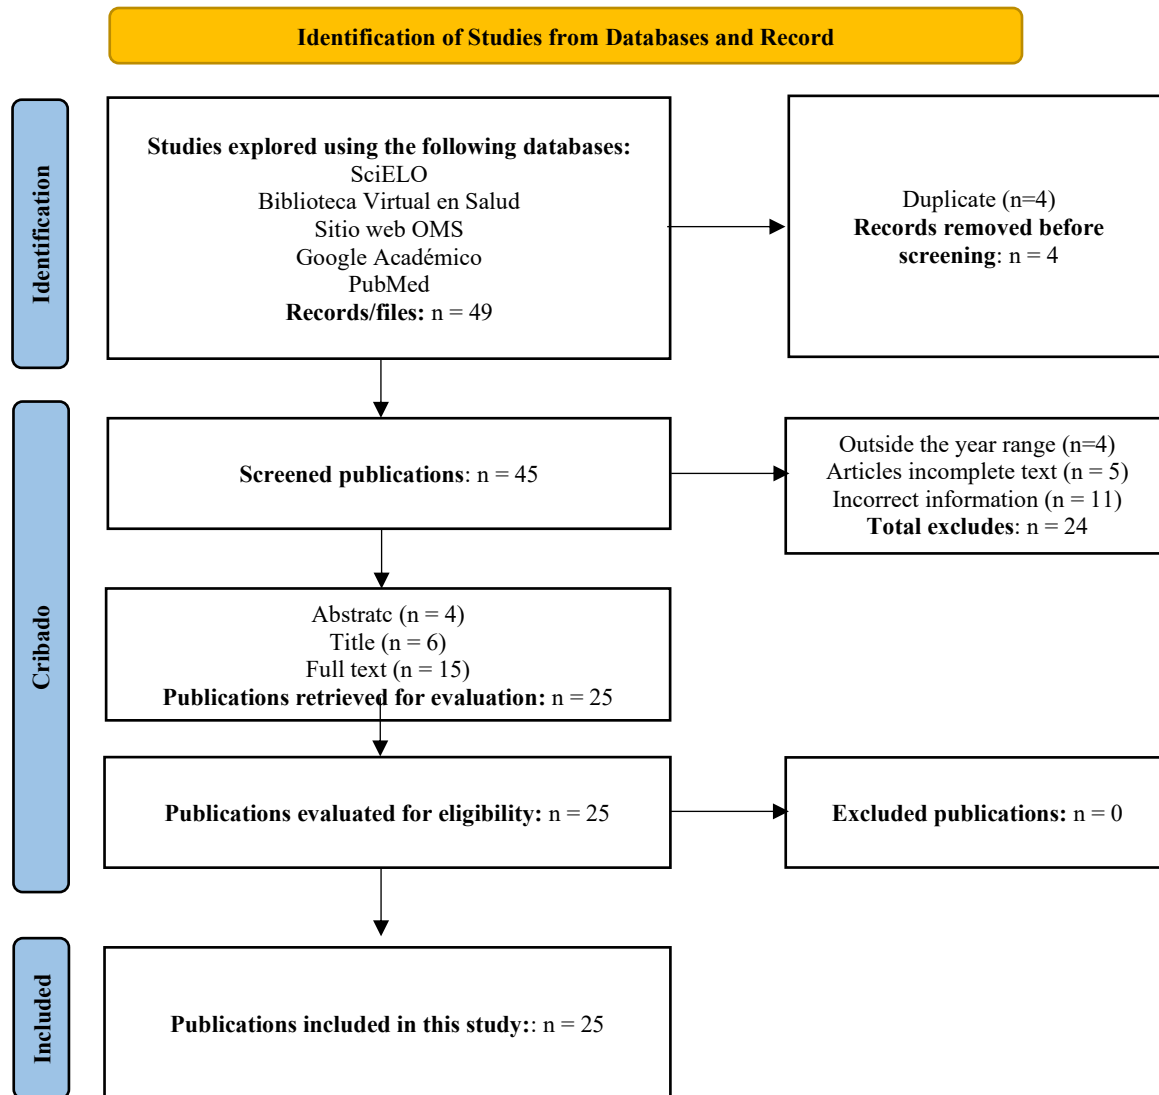 Identification of Studies from Databases and Record
Identification
Studies explored using the following databases:
SciELO
Biblioteca Virtual en Salud
Sitio web OMS
Google Académico
PubMed
Records/files: n = 49
Duplicate (n=4)
Records removed before
screening: n = 4
Cribado
Screened publications: n = 45
Outside the year range (n=4)
Articles incomplete text (n = 5)
Incorrect information (n = 11)
Total excludes: n = 24
Abstratc (n = 4)
Title (n = 6)
Full text (n = 15)
Publications retrieved for evaluation: n = 25
Publications evaluated for eligibility: n = 25
Excluded publications: n = 0
Included
Publications included in this study:: n = 25